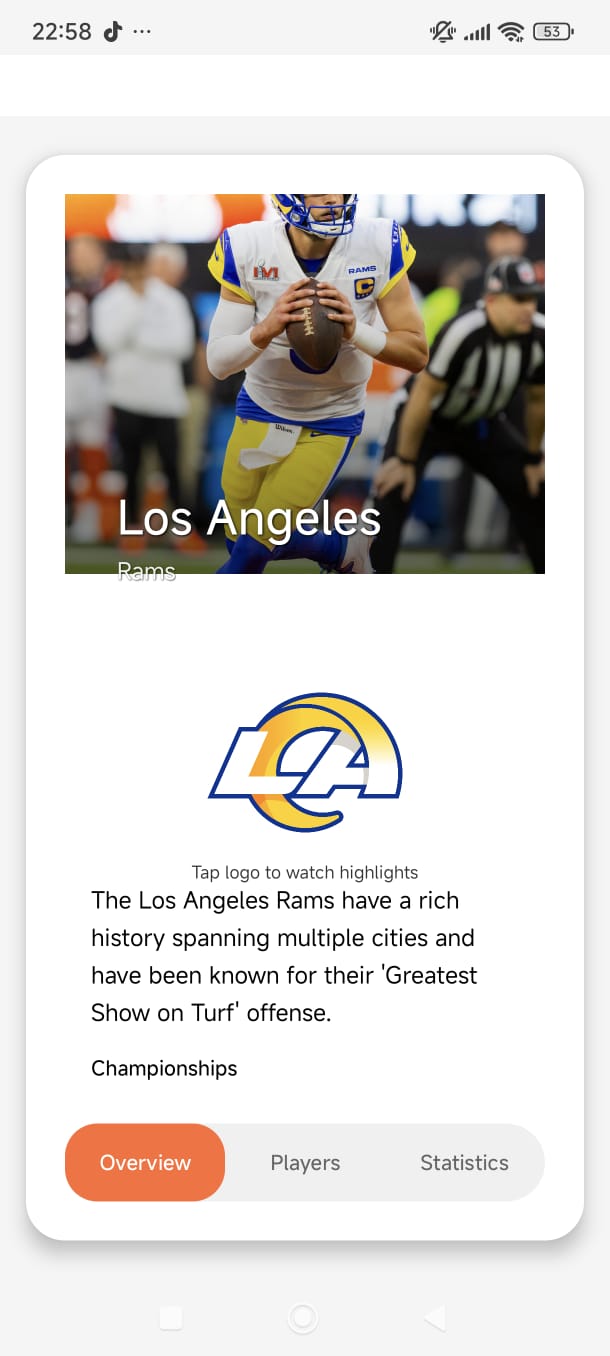 22:58
53
RAMS
C
LVI
Wilson
Los Angeles
Rams
LA
Tap logo to watch highlights
The Los Angeles Rams have a rich
history spanning multiple cities and
have been known for their 'Greatest
Show on Turf' offense.
Championships
Overview Players Statistics